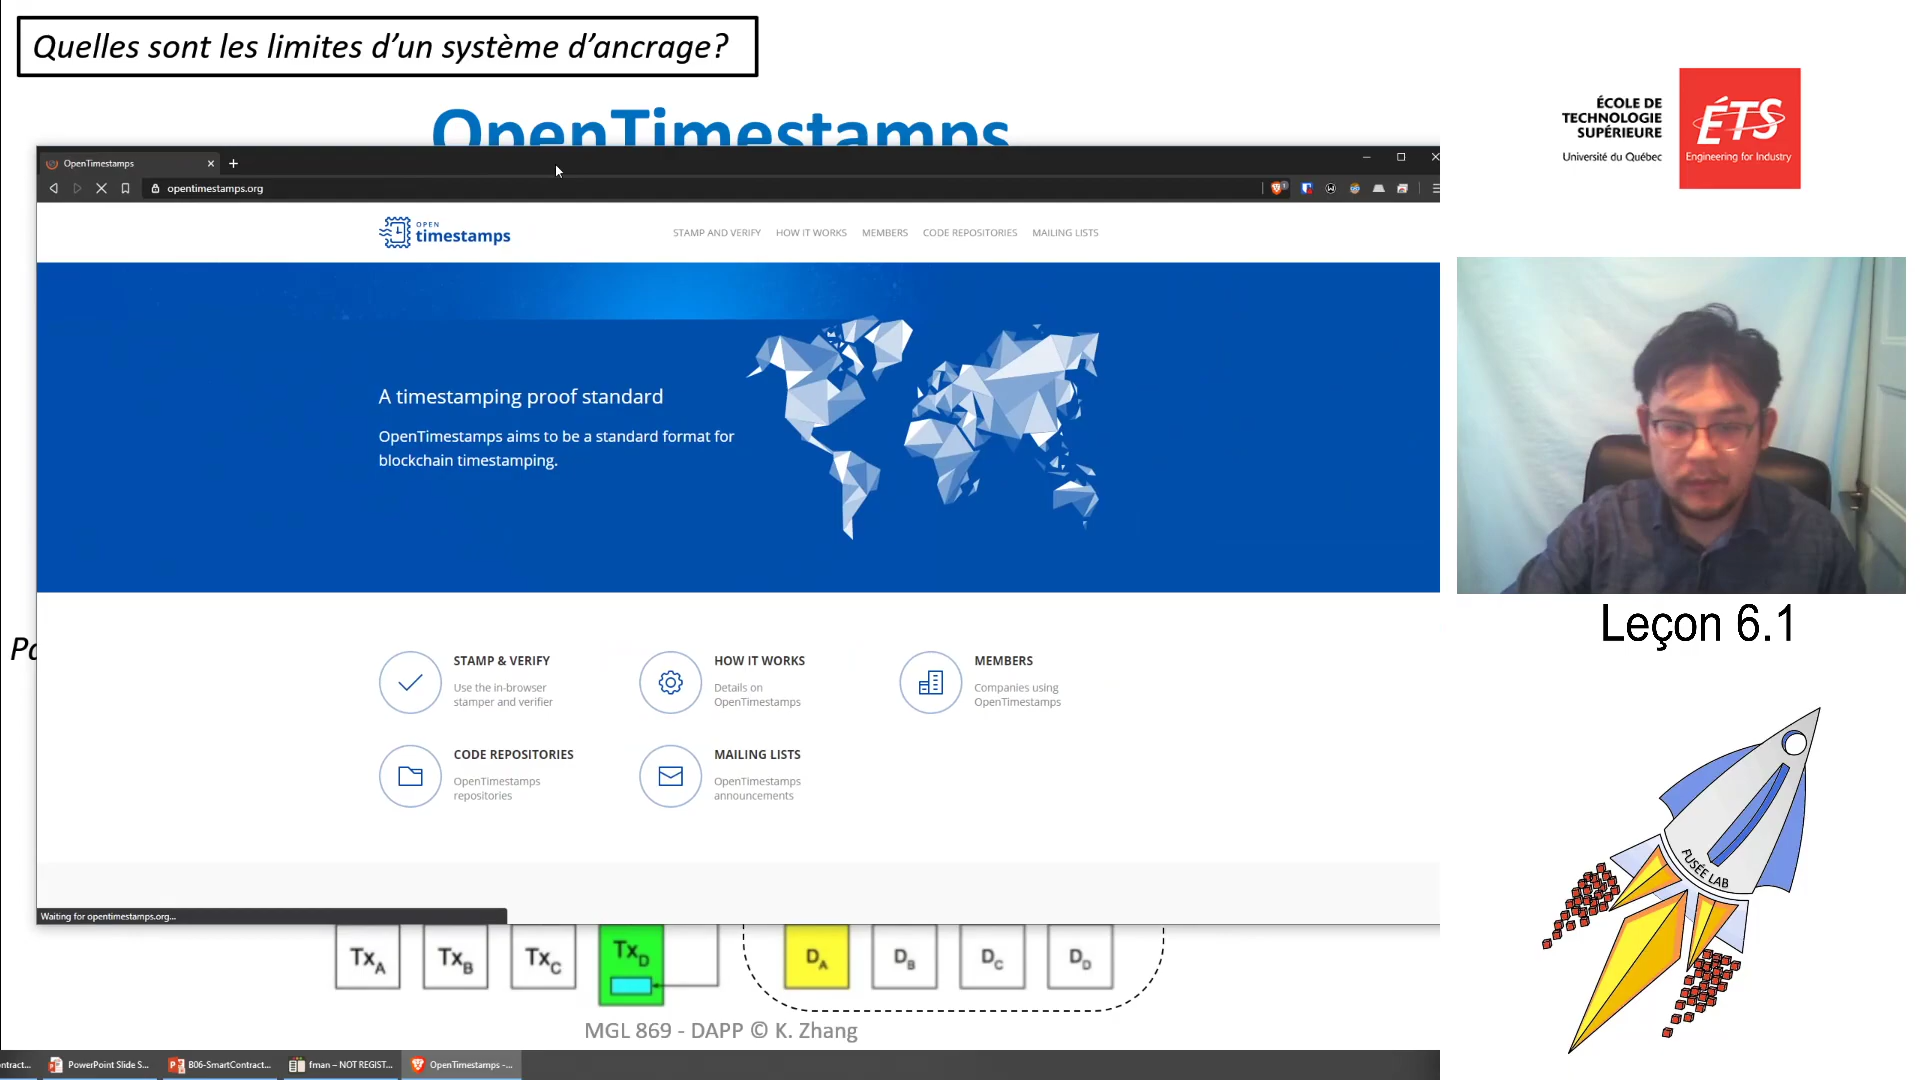 Quelles sont les limites d'un système d'ancrage?
OpenTimestamps
OpenTimestamps
opentimestamps.org
OPEN
timestamps
STAMP AND VERIFY
HOW IT WORKS
MEMBERS
CODE REPOSITORIES
MAILING LISTS
A timestamping proof standard
OpenTimestamps aims to be a standard format for
blockchain timestamping.
STAMP & VERIFY
Use the in-browser
stamper and verifier
HOW IT WORKS
Details on
OpenTimestamps
MEMBERS
Companies using
OpenTimestamps
CODE REPOSITORIES
OpenTimestamps
repositories
MAILING LISTS
OpenTimestamps
announcements
Waiting for opentimestamps.org...
TxA
TxB
TxC
TxD
DA
DB
DC
DD
MGL 869 - DAPP © K. Zhang
ntract...
PowerPoint Slide S...
B06-SmartContract...
fman – NOT REGIST...
OpenTimestamps -...
ÉCOLE DE
TECHNOLOGIE
SUPÉRIEURE
Université du Québec
ÉTS
Engineering for Industry
Leçon 6.1
FUSÉE LAB